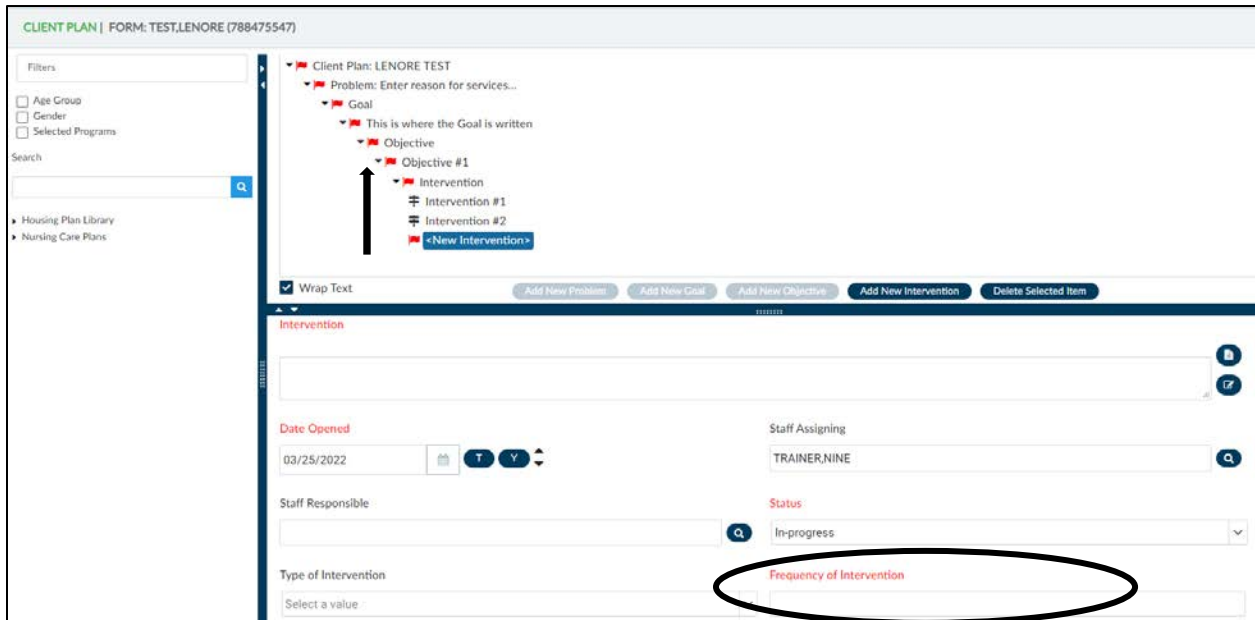 CLIENT PLAN | FORM: TEST,LENORE (788475547)
Filters
Age Group
Gender
Selected Programs
Search
Housing Plan Library
Nursing Care Plans
Client Plan: LENORE TEST
Problem: Enter reason for services...
Goal
This is where the Goal is written
Objective
Objective #1
Intervention
Intervention #1
Intervention #2
<New Intervention>
Wrap Text
Add New Problem Add New Goal Add New Objective Add New Intervention Delete Selected Item
Intervention
Date Opened
03/25/2022 T Y
Staff Assigning
TRAINER,NINE
Staff Responsible
Status
In-progress
Type of Intervention
Select a value
Frequency of Intervention